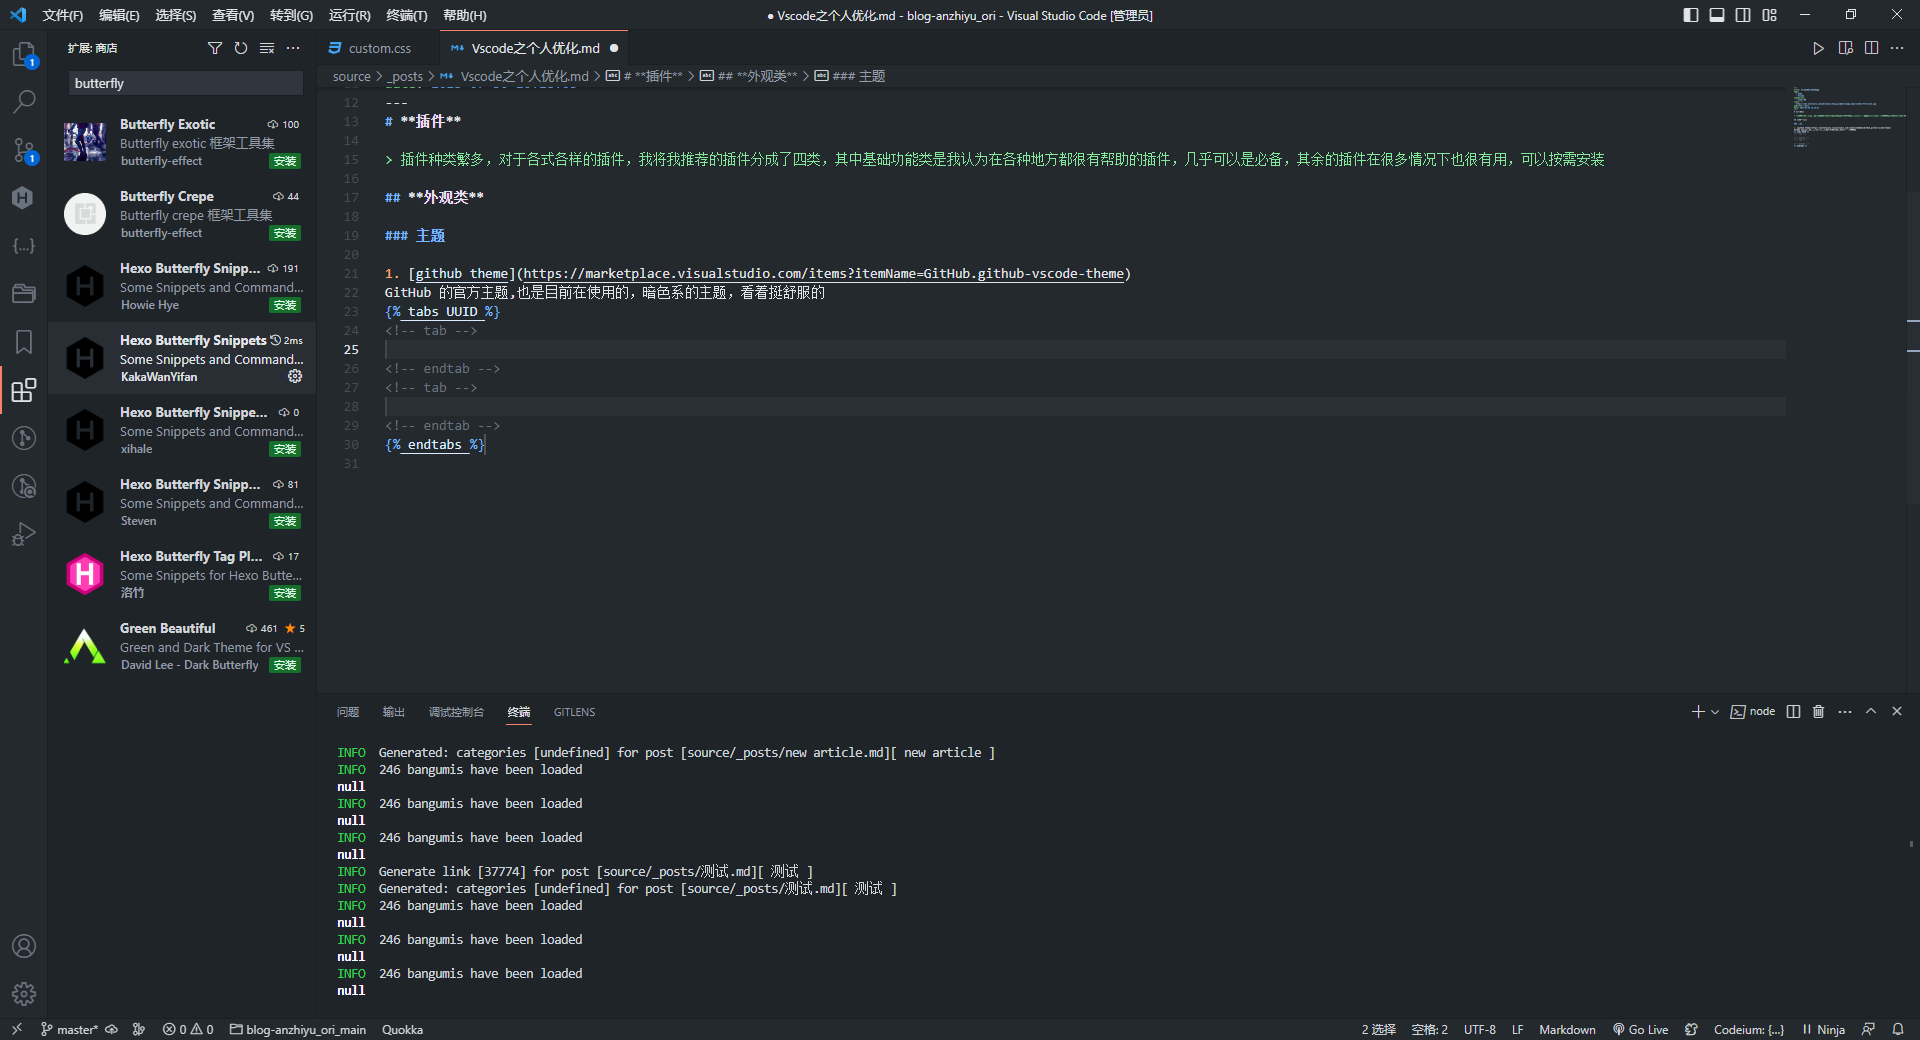 文件(F) 编辑(E) 选择(S) 查看(V) 转到(G) 运行(R) 终端(T) 帮助(H)
● Vscode之个人优化.md - blog-anzhiyu_ori - Visual Studio Code [管理员]
扩展: 商店
butterfly
Butterfly Exotic 100
Butterfly exotic 框架工具集
butterfly-effect 安装
Butterfly Crepe 44
Butterfly crepe 框架工具集
butterfly-effect 安装
Hexo Butterfly Snipp... 191
Some Snippets and Command...
Howie Hye 安装
Hexo Butterfly Snippets 2ms
Some Snippets and Command...
KakaWanYifan
Hexo Butterfly Snippe... 0
Some Snippets and Command...
xihale 安装
Hexo Butterfly Snipp... 81
Some Snippets and Command...
Steven 安装
Hexo Butterfly Tag Pl... 17
Some Snippets for Hexo Butte...
洛竹 安装
Green Beautiful 461 ★ 5
Green and Dark Theme for VS ...
David Lee - Dark Butterfly 安装
1
1
custom.css
Vscode之个人优化.md ●
source > _posts > Vscode之个人优化.md > # **插件** > ## **外观类** > ### 主题
12 ---
13 # **插件**
14
15 > 插件种类繁多，对于各式各样的插件，我将我推荐的插件分成了四类，其中基础功能类是我认为在各种地方都很有帮助的插件，几乎可以是必备，其余的插件在很多情况下也很有用，可以按需安装
16
17 ## **外观类**
18
19 ### 主题
20
21 1. [github theme](https://marketplace.visualstudio.com/items?itemName=GitHub.github-vscode-theme)
22 GitHub 的官方主题,也是目前在使用的，暗色系的主题，看着挺舒服的
23 {% tabs UUID %}
24 <!-- tab -->
25
26 <!-- endtab -->
27 <!-- tab -->
28
29 <!-- endtab -->
30 {% endtabs %}
31
问题 输出 调试控制台 终端 GITLENS
node
INFO Generated: categories [undefined] for post [source/_posts/new article.md][ new article ]
INFO 246 bangumis have been loaded
null
INFO 246 bangumis have been loaded
null
INFO 246 bangumis have been loaded
null
INFO Generate link [37774] for post [source/_posts/测试.md][ 测试 ]
INFO Generated: categories [undefined] for post [source/_posts/测试.md][ 测试 ]
INFO 246 bangumis have been loaded
null
INFO 246 bangumis have been loaded
null
INFO 246 bangumis have been loaded
null
master* 0 0 blog-anzhiyu_ori_main Quokka
2 选择 空格: 2 UTF-8 LF Markdown Go Live Codeium: {...} Ninja